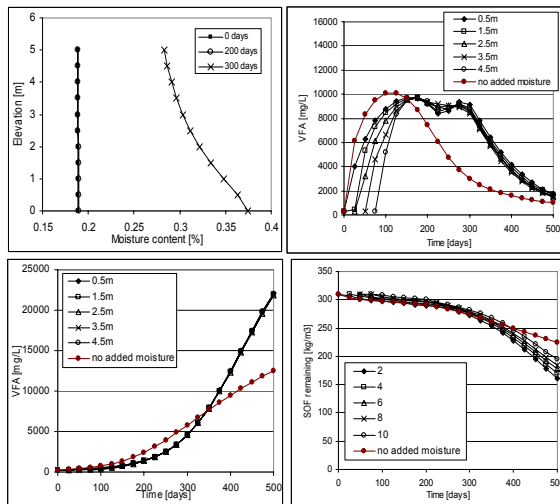 5
4
3
2
1
0
0.15
0.2
0.25
0.3
0.35
0.4
Elevation [m]
Moisture content [%]
0 days
200 days
300 days
16000
14000
12000
10000
8000
6000
4000
2000
0
0
100
200
300
400
500
VFA [mg/L]
Time [days]
0.5m
1.5m
2.5m
3.5m
4.5m
no added moisture
25000
20000
15000
10000
5000
0
0
100
200
300
400
500
VFA [mg/L]
Time [days]
0.5m
1.5m
2.5m
3.5m
4.5m
no added moisture
350
300
250
200
150
100
50
0
0
100
200
300
400
500
SOF remaining [kg/m3]
Time [days]
2
4
6
8
10
no added moisture